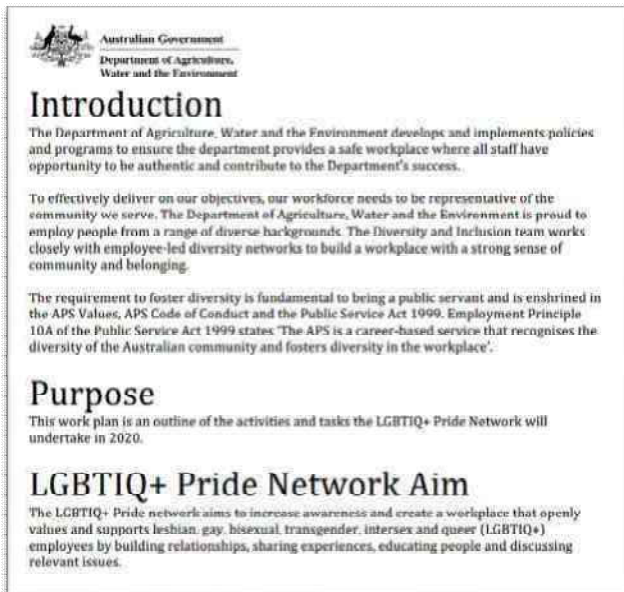 Australian Government
Department of Agriculture,
Water and the Environment
Introduction
The Department of Agriculture, Water and the Environment develops and implements policies
and programs to ensure the department provides a safe workplace where all staff have
opportunity to be authentic and contribute to the Department's success.
To effectively deliver on our objectives, our workforce needs to be representative of the
community we serve. The Department of Agriculture, Water and the Environment is proud to
employ people from a range of diverse backgrounds. The Diversity and Inclusion team works
closely with employee-led diversity networks to build a workplace with a strong sense of
community and belonging.
The requirement to foster diversity is fundamental to being a public servant and is enshrined in
the APS Values, APS Code of Conduct and the Public Service Act 1999. Employment Principle
10A of the Public Service Act 1999 states 'The APS is a career-based service that recognises the
diversity of the Australian community and fosters diversity in the workplace'.
Purpose
This work plan is an outline of the activities and tasks the LGBTIQ+ Pride Network will
undertake in 2020.
LGBTIQ+ Pride Network Aim
The LGBTIQ+ Pride network aims to increase awareness and create a workplace that openly
values and supports lesbian, gay, bisexual, transgender, intersex and queer (LGBTIQ+)
employees by building relationships, sharing experiences, educating people and discussing
relevant issues.